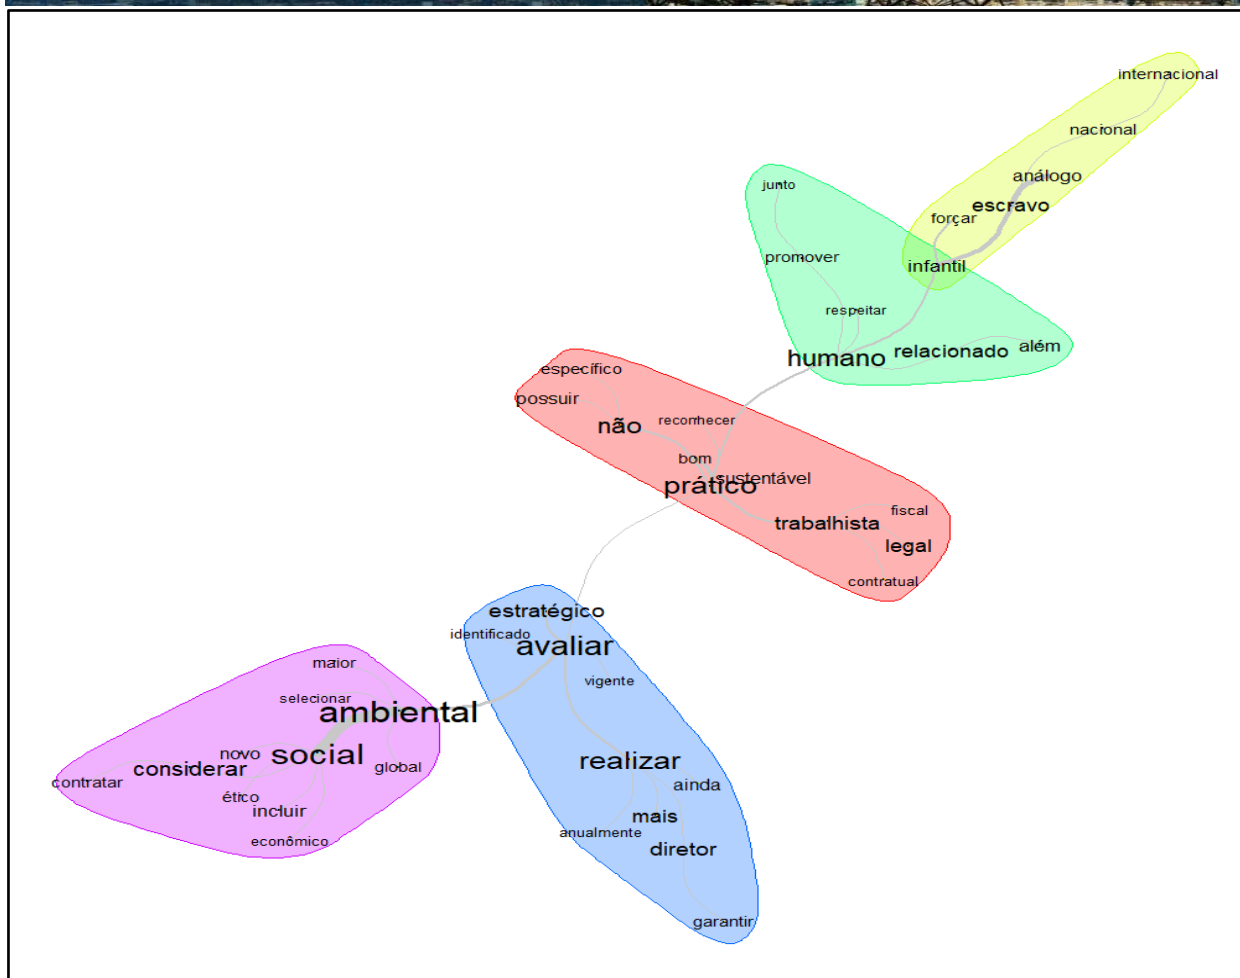 internacional
nacional
análogo
escravo
forçar
infantil
junto
promover
respeitar
humano
relacionado
além
específico
possuir
não
reconhecer
bom
sustentável
prático
trabalhista
fiscal
legal
contratual
estratégico
identificado
avaliar
vigente
maior
selecionar
ambiental
novo
social
considerar
global
contratar
ético
incluir
econômico
realizar
ainda
mais
anualmente
diretor
garantir